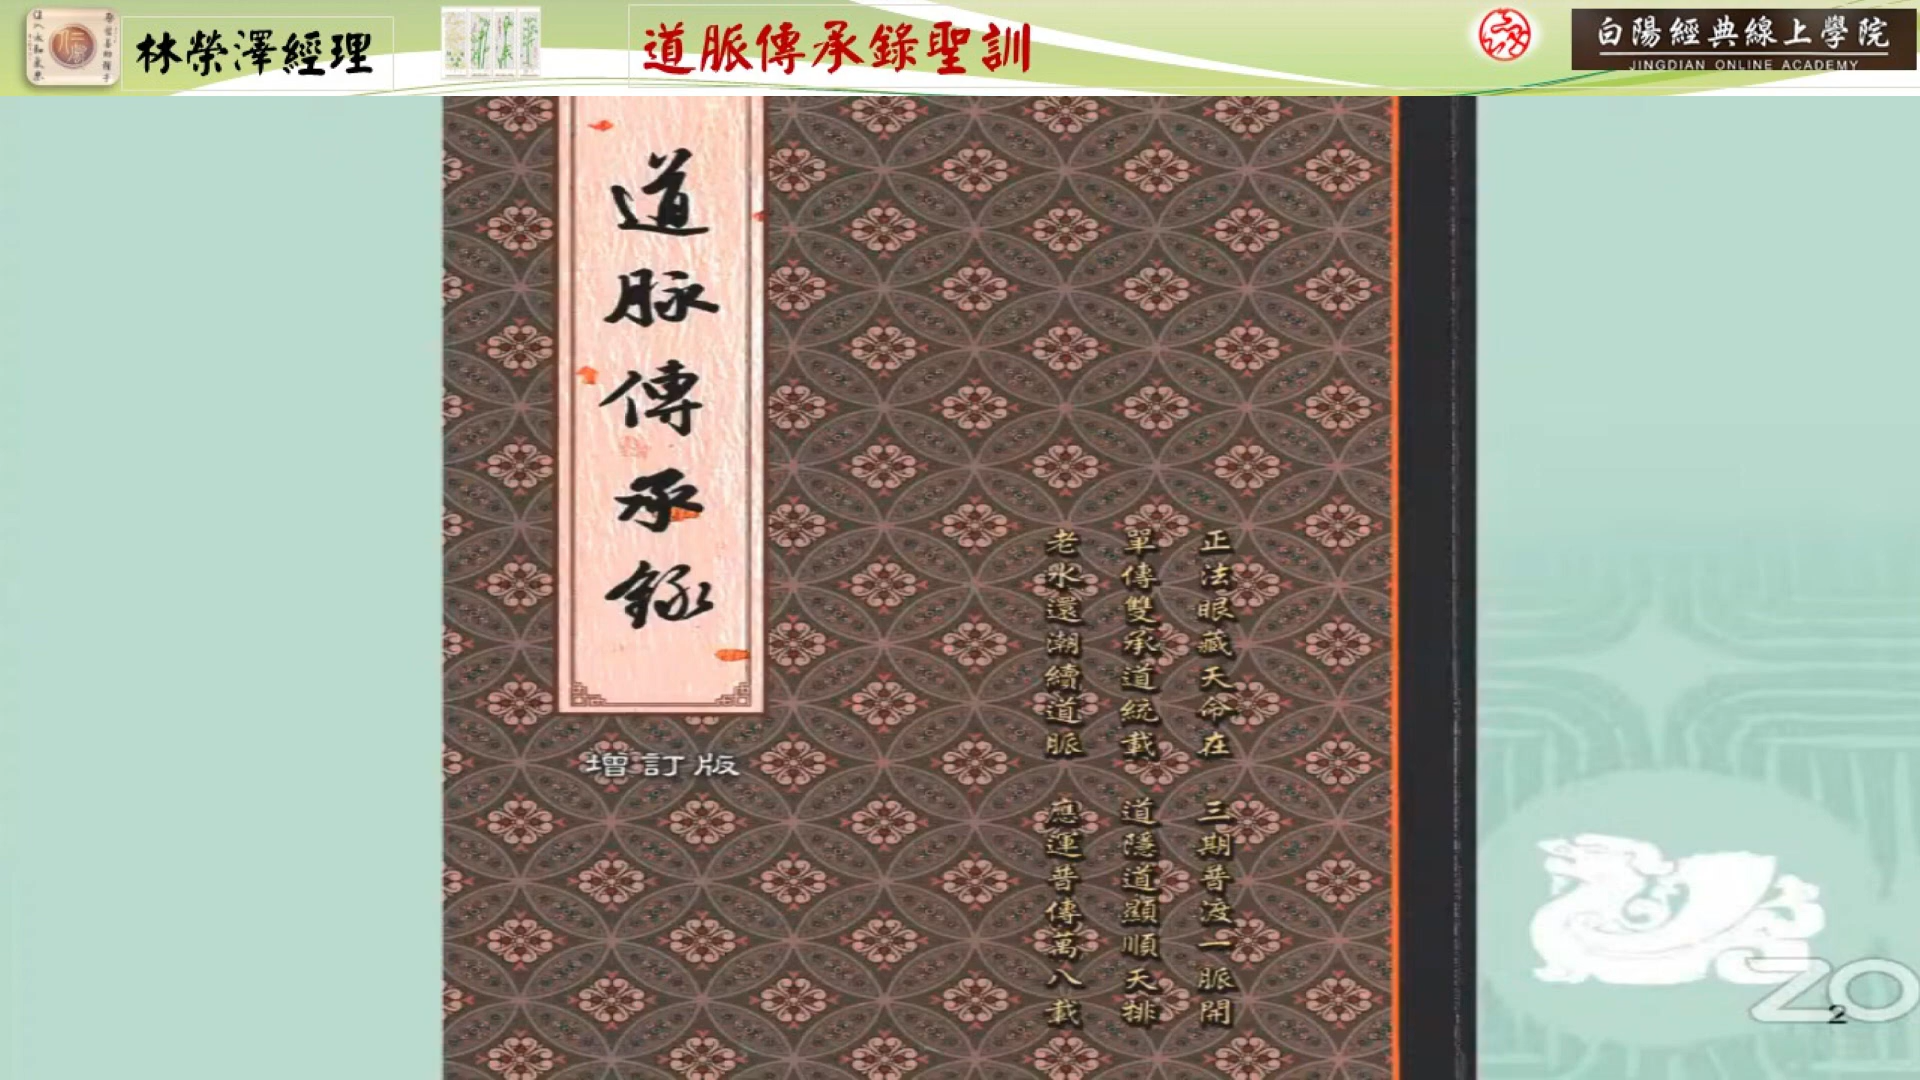 林榮澤經理
道脈傳承錄聖訓
白陽經典線上學院
JINGDIAN ONLINE ACADEMY
道脈傳承錄
增訂版
正法眼藏天命在 三期普渡一脈開
單傳雙承道統載 道隱道顯順天排
老水還潮續道脈 應運普傳萬八載
ZO
2